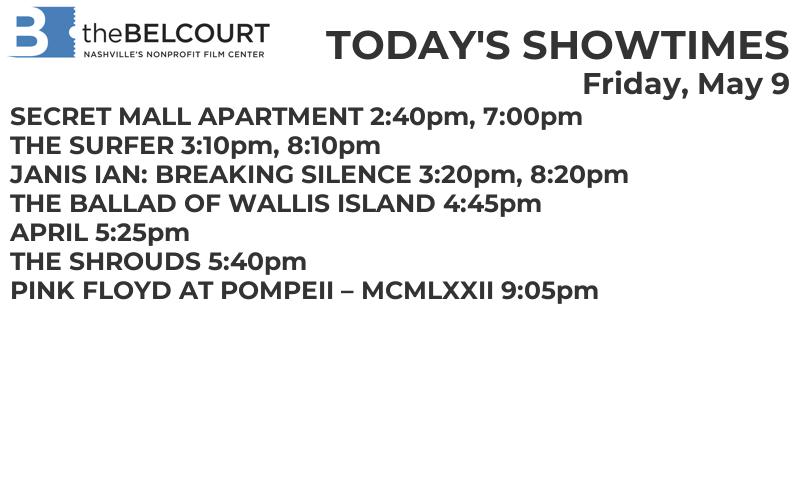 B theBELCOURT
NASHVILLE'S NONPROFIT FILM CENTER
TODAY'S SHOWTIMES
Friday, May 9
SECRET MALL APARTMENT 2:40pm, 7:00pm
THE SURFER 3:10pm, 8:10pm
JANIS IAN: BREAKING SILENCE 3:20pm, 8:20pm
THE BALLAD OF WALLIS ISLAND 4:45pm
APRIL 5:25pm
THE SHROUDS 5:40pm
PINK FLOYD AT POMPEII – MCMLXXII 9:05pm